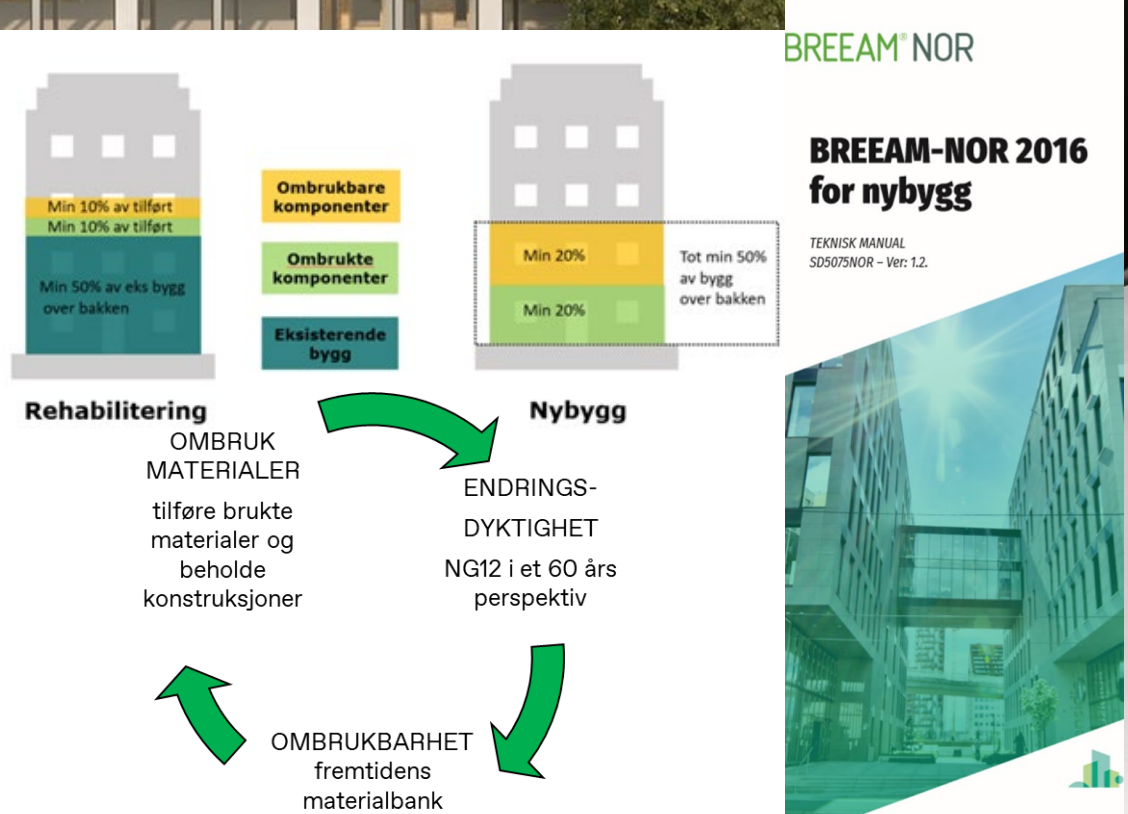 Min 10% av tilført
Min 10% av tilført
Min 50% av eks bygg
over bakken
Rehabilitering
Ombrukbare
komponenter
Ombrukte
komponenter
Eksisterende
bygg
Min 20%
Min 20%
Tot min 50%
av bygg
over bakken
Nybygg
OMBRUK
MATERIALER
tilføre brukte
materialer og
beholde
konstruksjoner
ENDRINGS-
DYKTIGHET
NG12 i et 60 års
perspektiv
OMBRUKBARHET
fremtidens
materialbank
BREEAM® NOR
BREEAM-NOR 2016
for nybygg
TEKNISK MANUAL
SD5075NOR – Ver: 1.2.